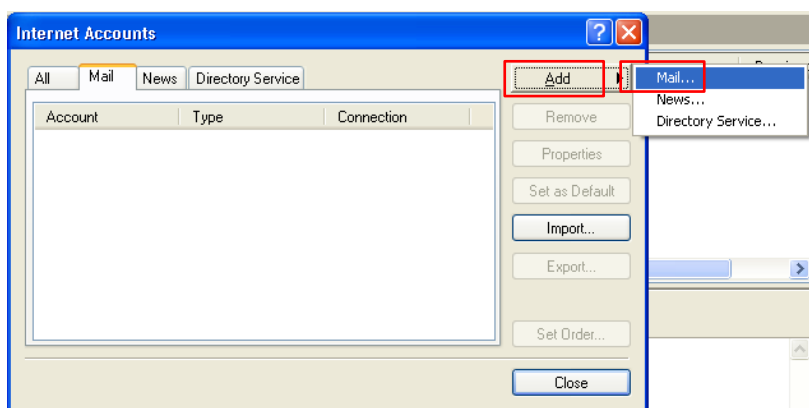 Internet Accounts
All Mail News Directory Service
Add
Mail...
News...
Directory Service...
Account Type Connection
Remove
Properties
Set as Default
Import...
Export...
Set Order...
Close